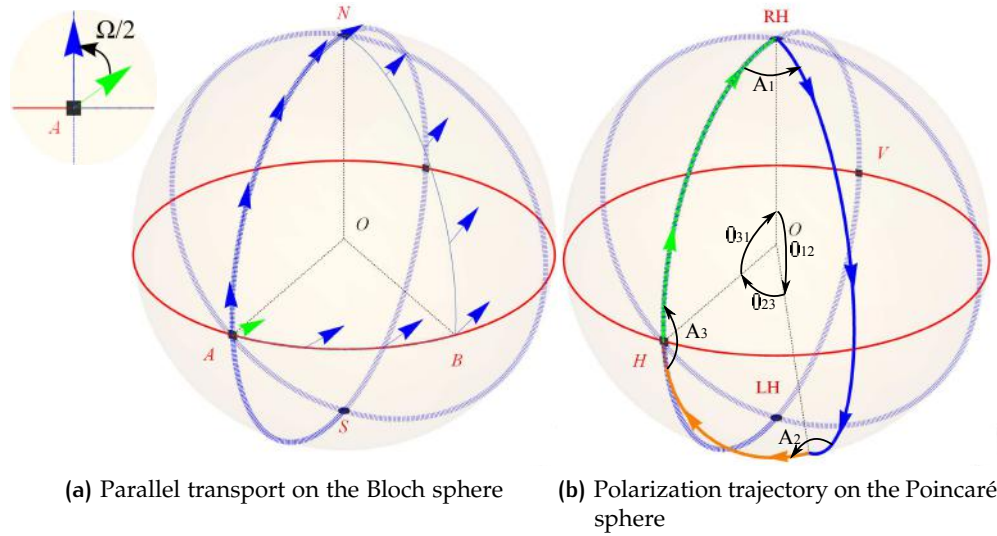 Ω/2
A
N
O
A
B
S
RH
A₁
V
O
θ₃₁
θ₁₂
θ₂₃
A₃
H
LH
A₂
(a) Parallel transport on the Bloch sphere
(b) Polarization trajectory on the Poincaré
sphere